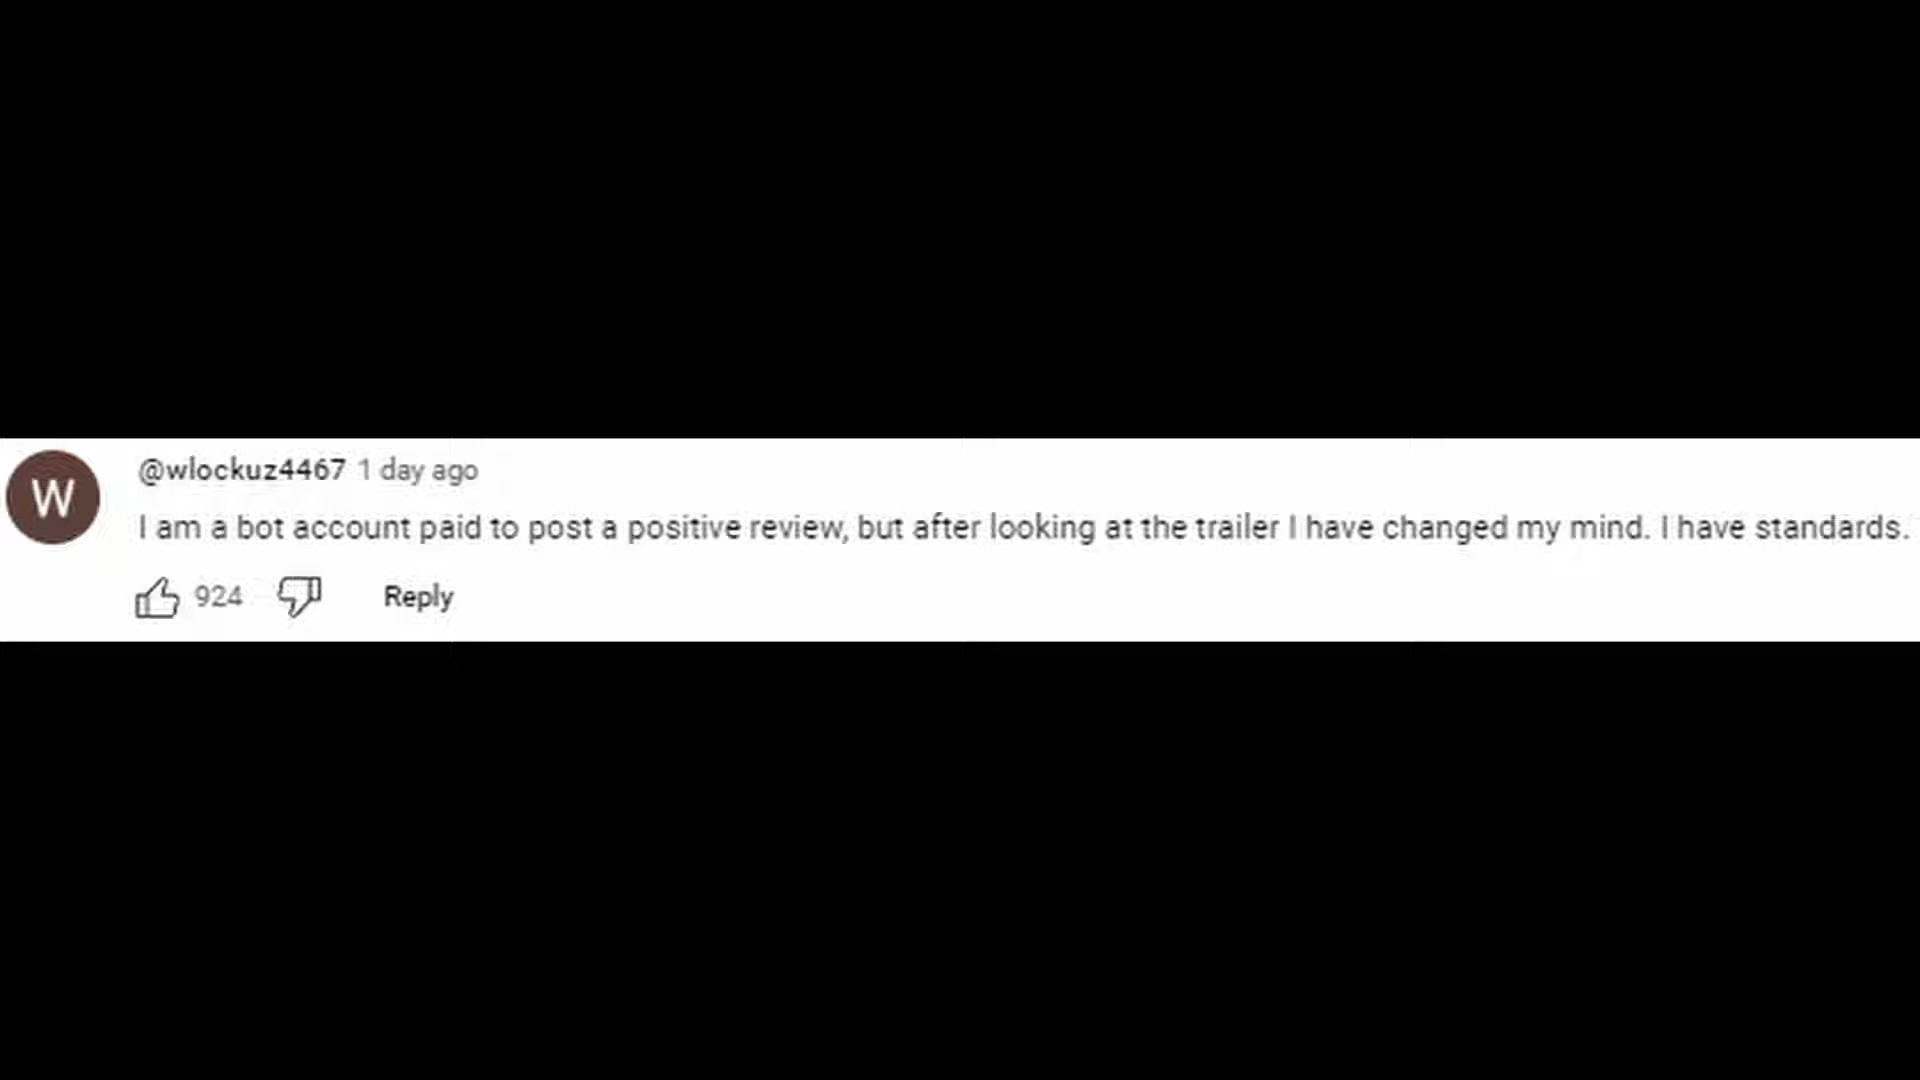 W
@wlockuz4467 1 day ago
I am a bot account paid to post a positive review, but after looking at the trailer I have changed my mind. I have standards.
924 Reply